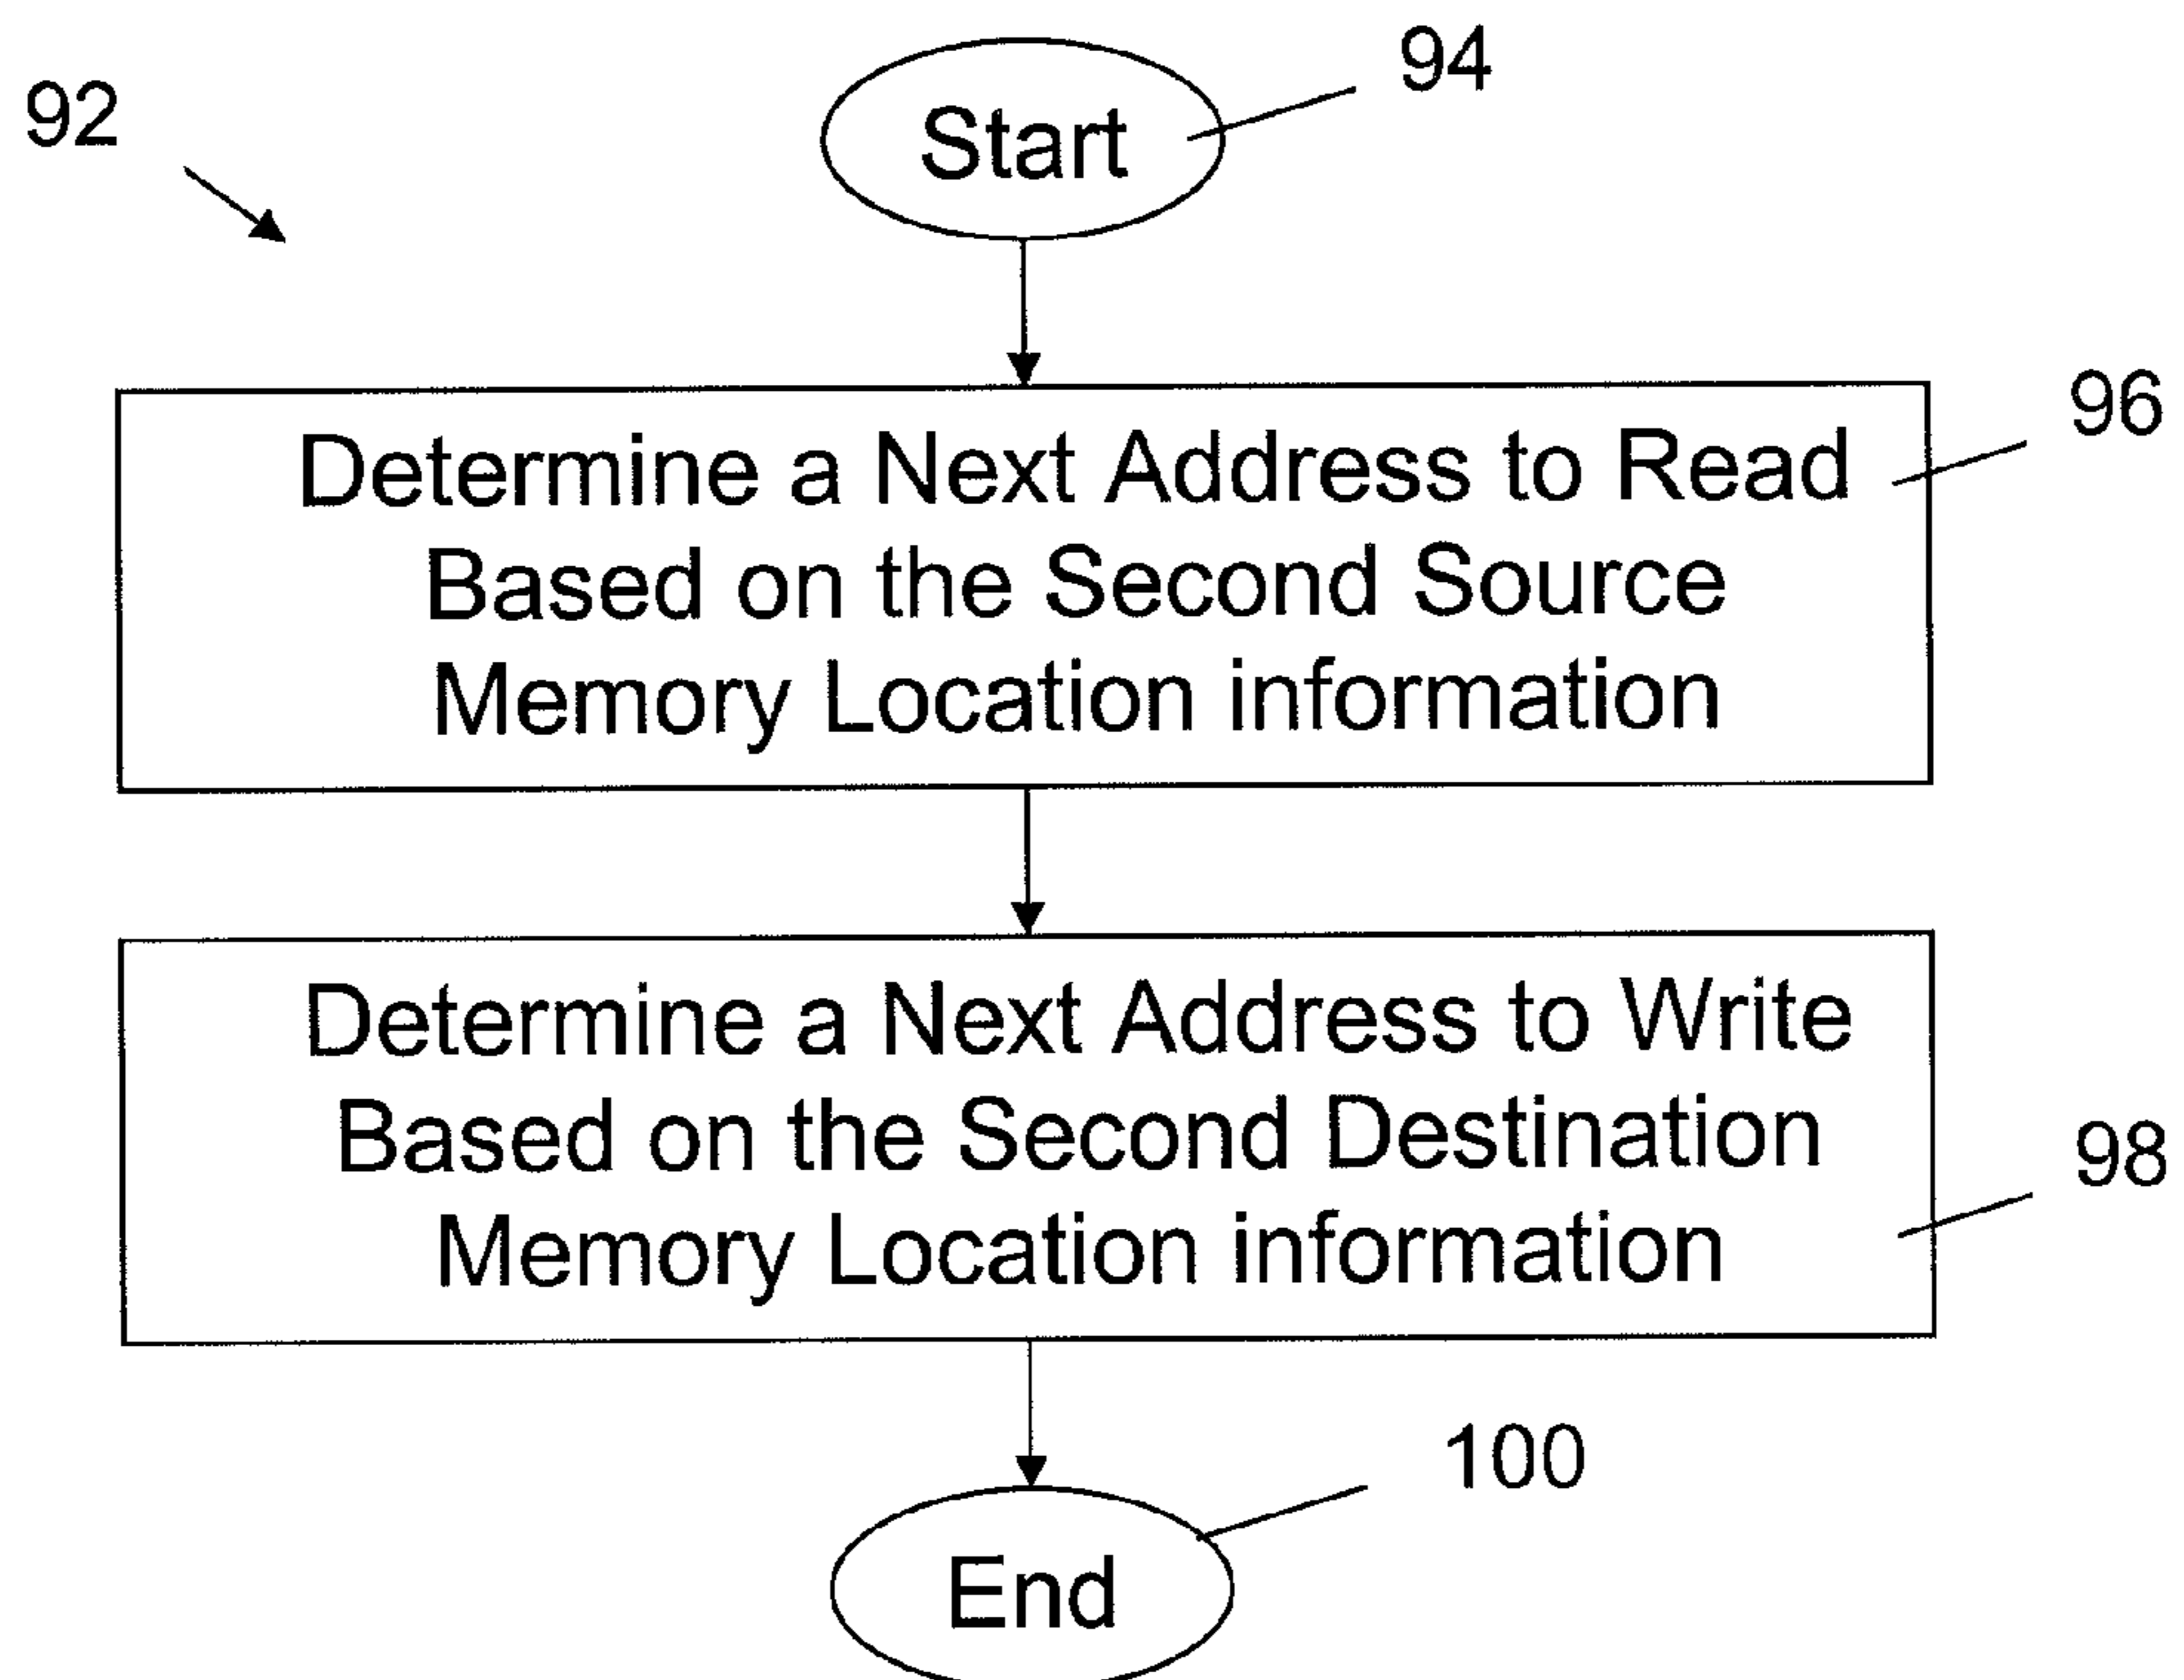 92
Start
94
Determine a Next Address to Read
Based on the Second Source
Memory Location information
96
Determine a Next Address to Write
Based on the Second Destination
Memory Location information
98
100
End